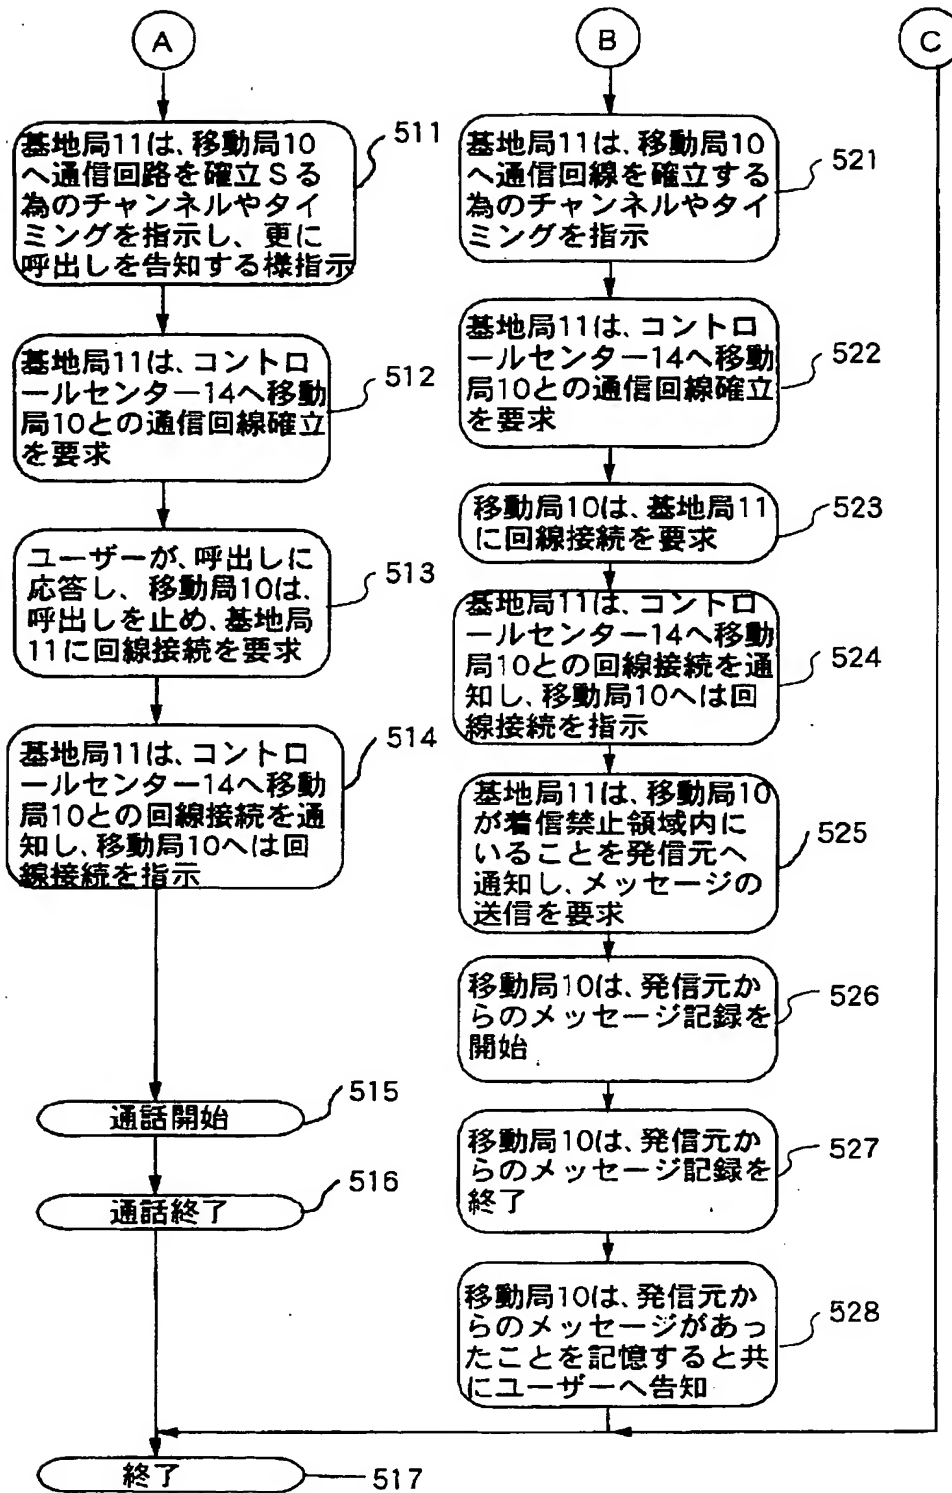 A
基地局11は、移動局10
へ通信回路を確立Sる
為のチャンネルやタイ
ミングを指示し、更に
呼出しを告知する様指示
511
基地局11は、コントロ
ールセンター14へ移動
局10との通信回線確立
を要求
512
ユーザーが、呼出しに
応答し、移動局10は、
呼出しを止め、基地局
11に回線接続を要求
513
基地局11は、コントロ
ールセンター14へ移動
局10との回線接続を通
知し、移動局10へは回
線接続を指示
514
通話開始
515
通話終了
516
終了
517
B
基地局11は、移動局10
へ通信回線を確立する
為のチャンネルやタイ
ミングを指示
521
基地局11は、コントロ
ールセンター14へ移動
局10との通信回線確立
を要求
522
移動局10は、基地局11
に回線接続を要求
523
基地局11は、コントロ
ールセンター14へ移動
局10との回線接続を通
知し、移動局10へは回
線接続を指示
524
基地局11は、移動局10
が着信禁止領域内に
いることを発信元へ
通知し、メッセージの
送信を要求
525
移動局10は、発信元か
らのメッセージ記録を
開始
526
移動局10は、発信元か
らのメッセージ記録を
終了
527
移動局10は、発信元か
らのメッセージがあっ
たことを記憶すると共
にユーザーへ告知
528
C